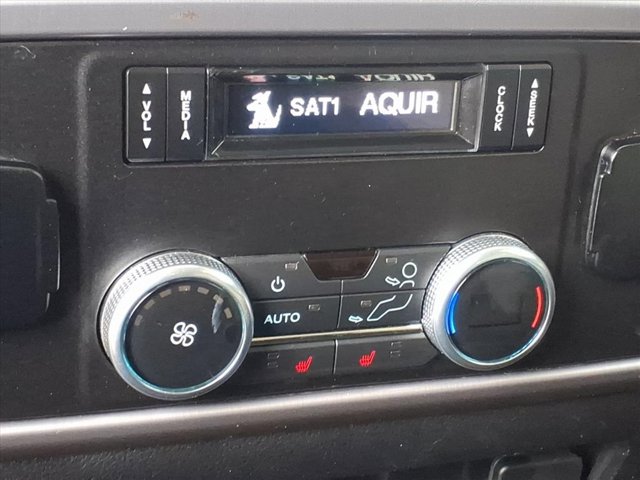 VOL
MEDIA
SAT1 AQUIR
CLOCK
SEEK
AUTO